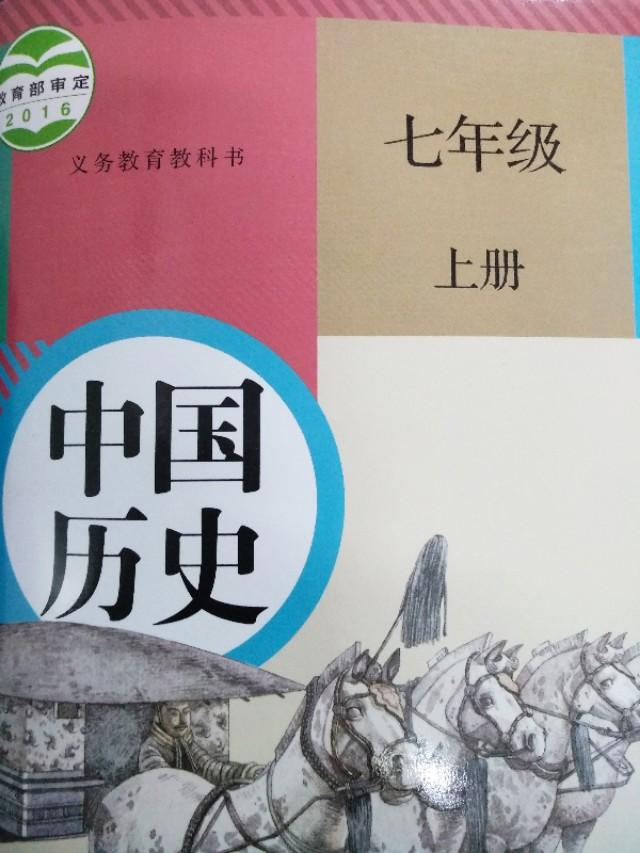 教育部审定
2016
义务教育教科书
七年级
上册
中国
历史